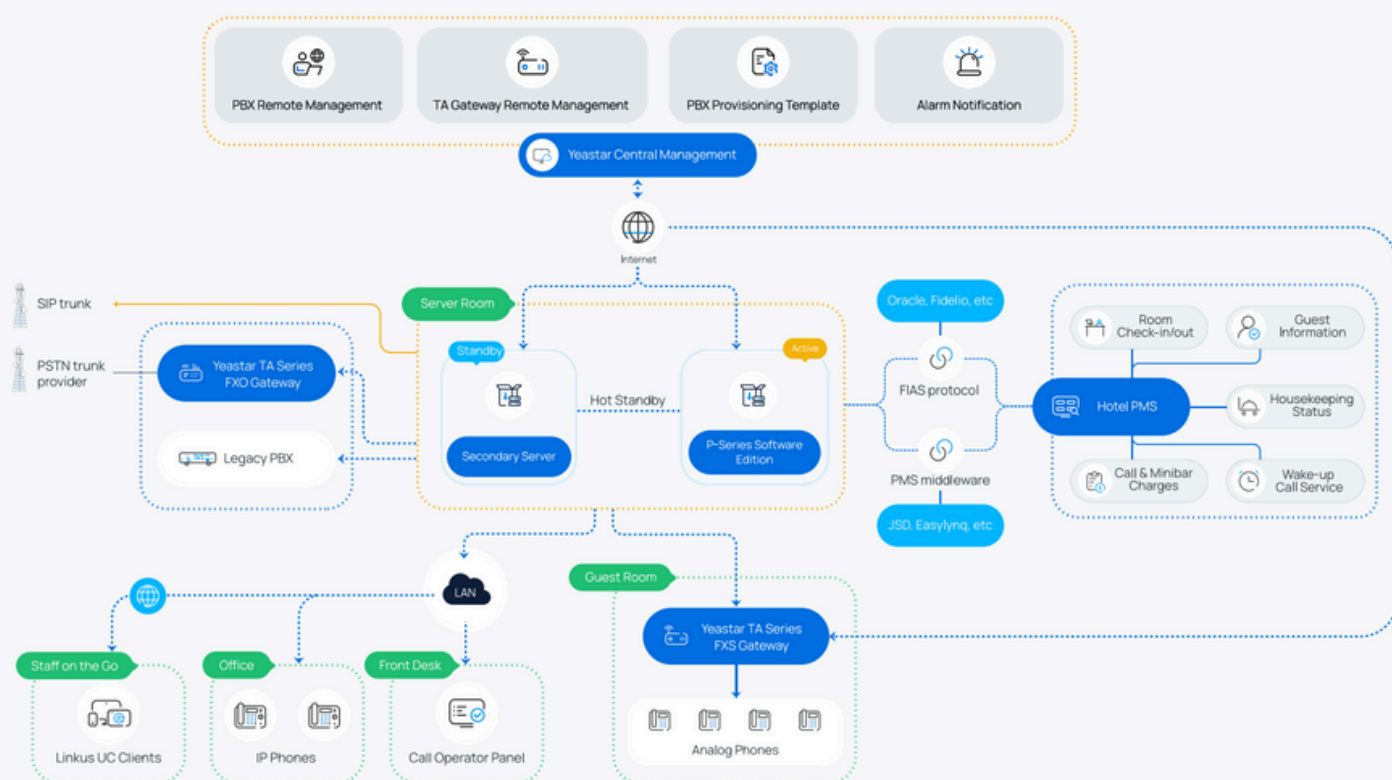 PBX Remote Management
TA Gateway Remote Management
PBX Provisioning Template
Alarm Notification
Yeastar Central Management
Internet
SIP trunk
PSTN trunk
provider
Yeastar TA Series
FXO Gateway
Legacy PBX
Server Room
Standby
Secondary Server
Hot Standby
Active
P-Series Software
Edition
Oracle, Fidelio, etc
FIAS protocol
PMS middleware
JSD, Easylynq, etc
Room
Check-in/out
Guest
Information
Hotel PMS
Housekeeping
Status
Call & Minibar
Charges
Wake-up
Call Service
LAN
Staff on the Go
Linkus UC Clients
Office
IP Phones
Front Desk
Call Operator Panel
Guest Room
Yeastar TA Series
FXS Gateway
Analog Phones